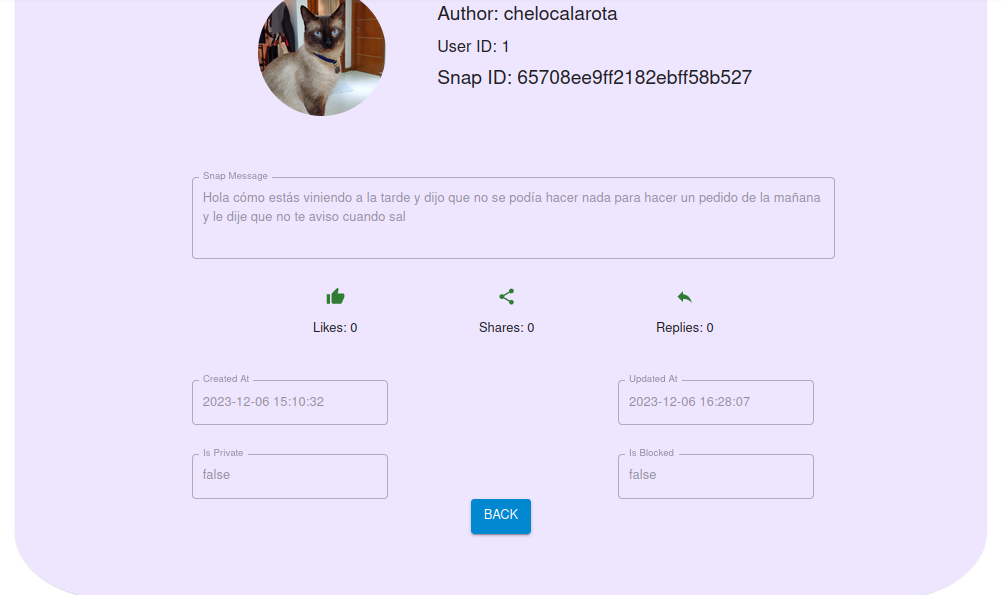 Author: chelocalarota
User ID: 1
Snap ID: 65708ee9ff2182ebff58b527
Snap Message
Hola cómo estás viniendo a la tarde y dijo que no se podía hacer nada para hacer un pedido de la mañana
y le dije que no te aviso cuando sal
Likes: 0
Shares: 0
Replies: 0
Created At
2023-12-06 15:10:32
Updated At
2023-12-06 16:28:07
Is Private
false
Is Blocked
false
BACK